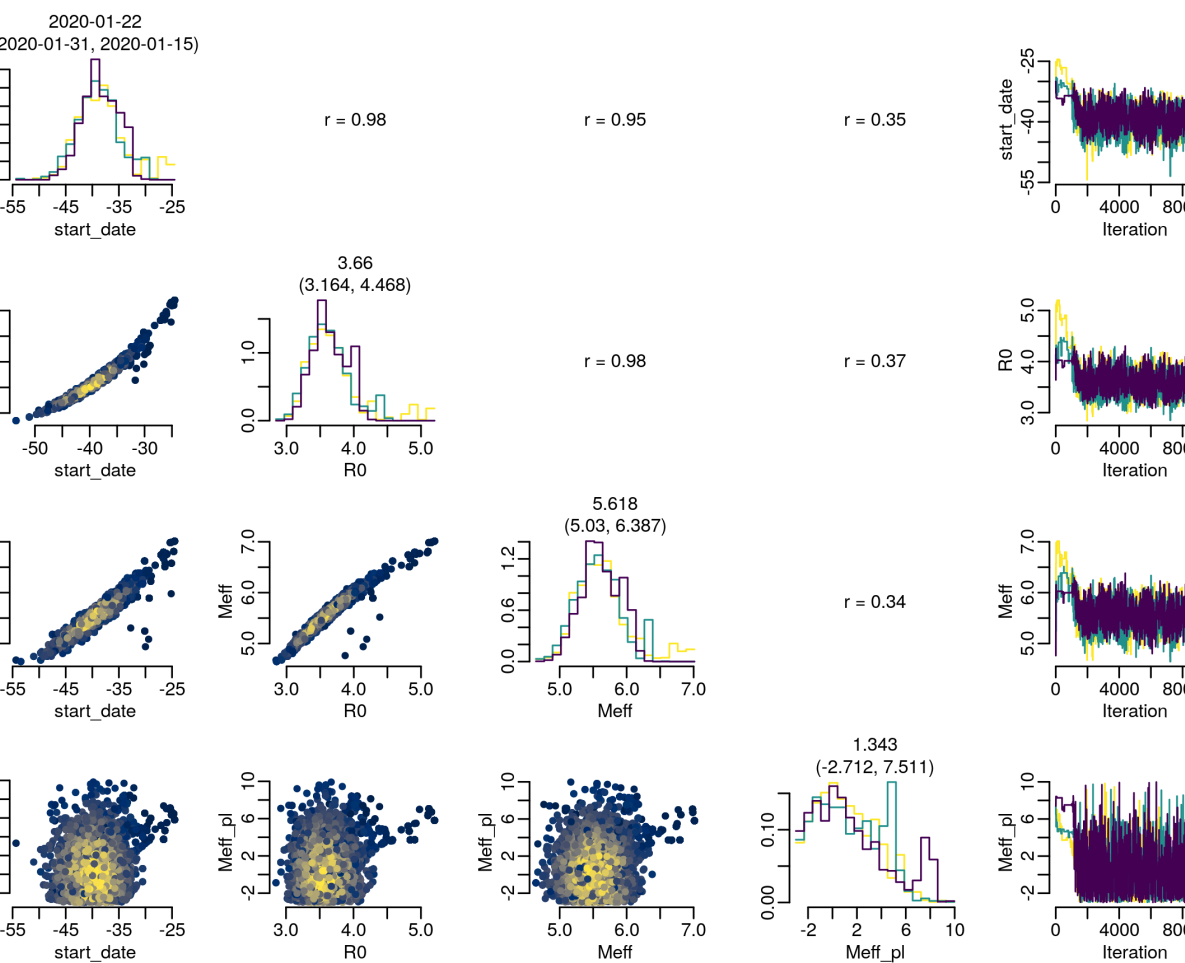 2020-01-22
2020-01-31, 2020-01-15)
-55 -45 -35 -25
start_date
r = 0.98
r = 0.95
r = 0.35
start_date
-55 -40 -25
0 4000 800
Iteration
-50 -40 -30
start_date
3.66
(3.164, 4.468)
0.0 1.0
3.0 4.0 5.0
R0
r = 0.98
r = 0.37
R0
3.0 4.0 5.0
0 4000 800
Iteration
-55 -45 -35 -25
start_date
Meff
5.0 6.0 7.0
3.0 4.0 5.0
R0
5.618
(5.03, 6.387)
0.0 0.6 1.2
5.0 6.0 7.0
Meff
r = 0.34
Meff
5.0 6.0 7.0
0 4000 800
Iteration
-55 -45 -35 -25
start_date
Meff_pl
-2 2 6 10
3.0 4.0 5.0
R0
Meff_pl
-2 2 6 10
5.0 6.0 7.0
Meff
1.343
(-2.712, 7.511)
0.00 0.10
-2 2 6 10
Meff_pl
Meff_pl
-2 2 6 10
0 4000 800
Iteration